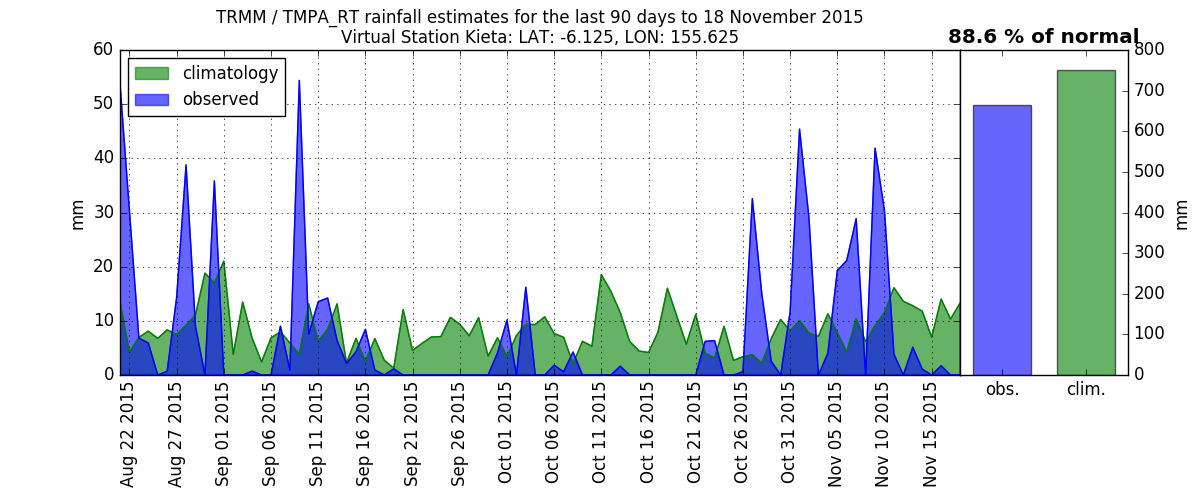 TRMM / TMPA_RT rainfall estimates for the last 90 days to 18 November 2015
Virtual Station Kieta: LAT: -6.125, LON: 155.625
88.6 % of normal
climatology
observed
60
50
40
30
20
10
0
mm
Aug 22 2015
Aug 27 2015
Sep 01 2015
Sep 06 2015
Sep 11 2015
Sep 16 2015
Sep 21 2015
Sep 26 2015
Oct 01 2015
Oct 06 2015
Oct 11 2015
Oct 16 2015
Oct 21 2015
Oct 26 2015
Oct 31 2015
Nov 05 2015
Nov 10 2015
Nov 15 2015
800
700
600
500
400
300
200
100
0
mm
obs.
clim.